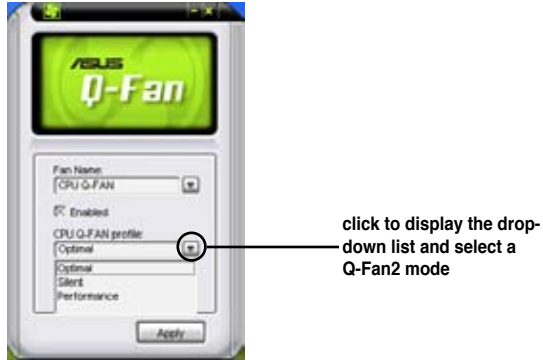 ASUS
Q-Fan
Fan Name:
CPU Q-FAN
Enabled
CPU Q-FAN profile:
Optimal
Optimal
Silent
Performance
Apply
click to display the drop-
down list and select a
Q-Fan2 mode